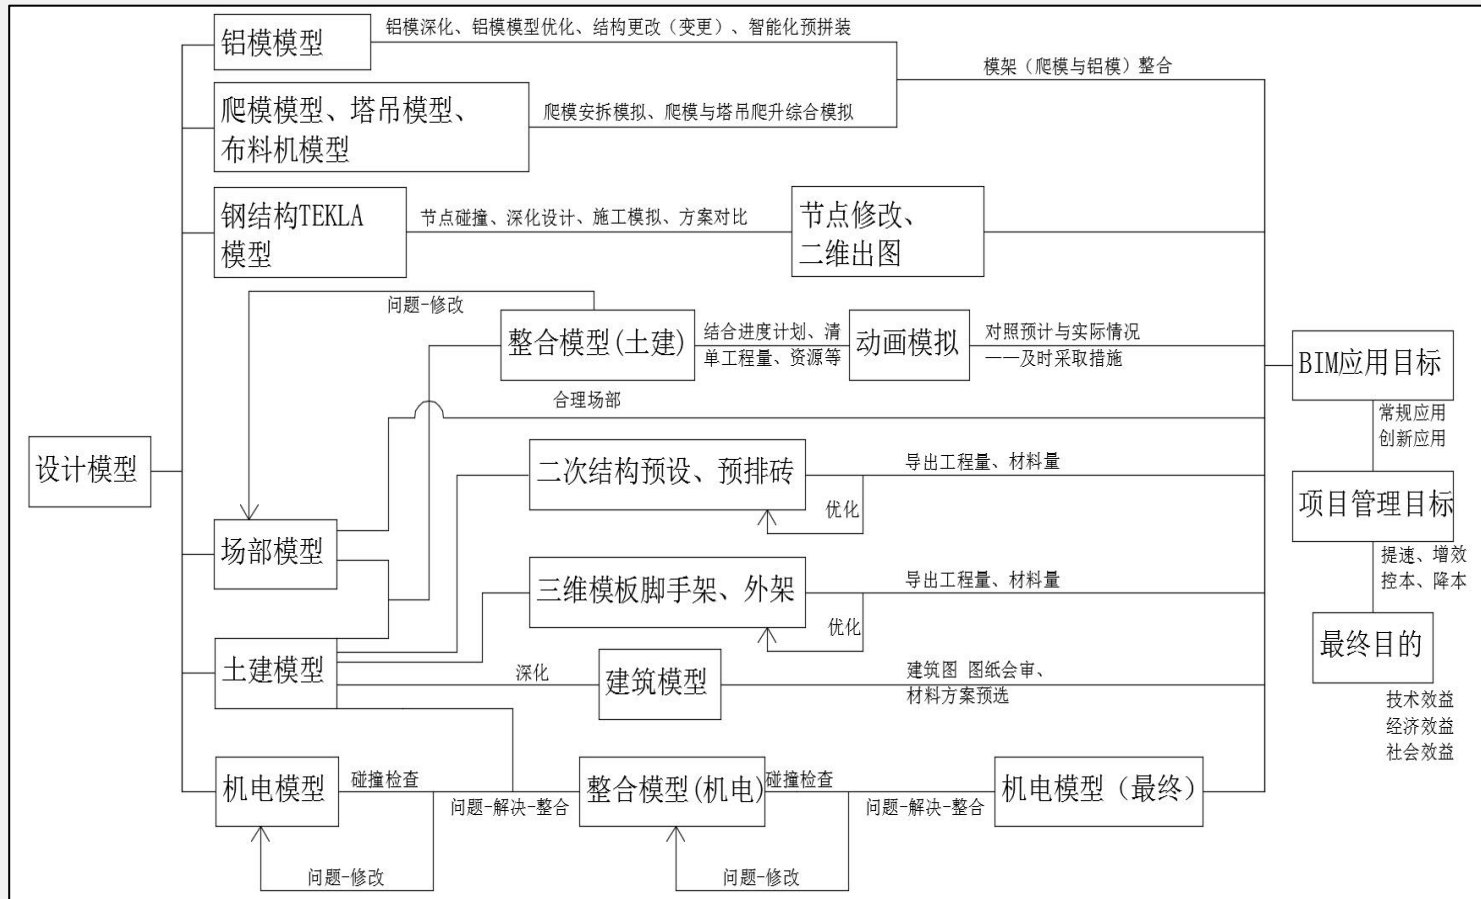 铝模模型
铝模深化、铝模模型优化、结构更改（变更）、智能化预拼装
模架（爬模与铝模）整合
爬模模型、塔吊模型、
布料机模型
爬模安拆模拟、爬模与塔吊爬升综合模拟
钢结构TEKLA
模型
节点碰撞、深化设计、施工模拟、方案对比
节点修改、
二维出图
问题-修改
整合模型(土建)
结合进度计划、清
单工程量、资源等
动画模拟
对照预计与实际情况
——及时采取措施
合理场部
设计模型
二次结构预设、预排砖
导出工程量、材料量
优化
场部模型
三维模板脚手架、外架
导出工程量、材料量
优化
土建模型
深化
建筑模型
建筑图 图纸会审、
材料方案预选
机电模型
碰撞检查
问题-解决-整合
问题-修改
整合模型(机电)
碰撞检查
问题-解决-整合
问题-修改
机电模型（最终）
BIM应用目标
常规应用
创新应用
项目管理目标
提速、增效
控本、降本
最终目的
技术效益
经济效益
社会效益